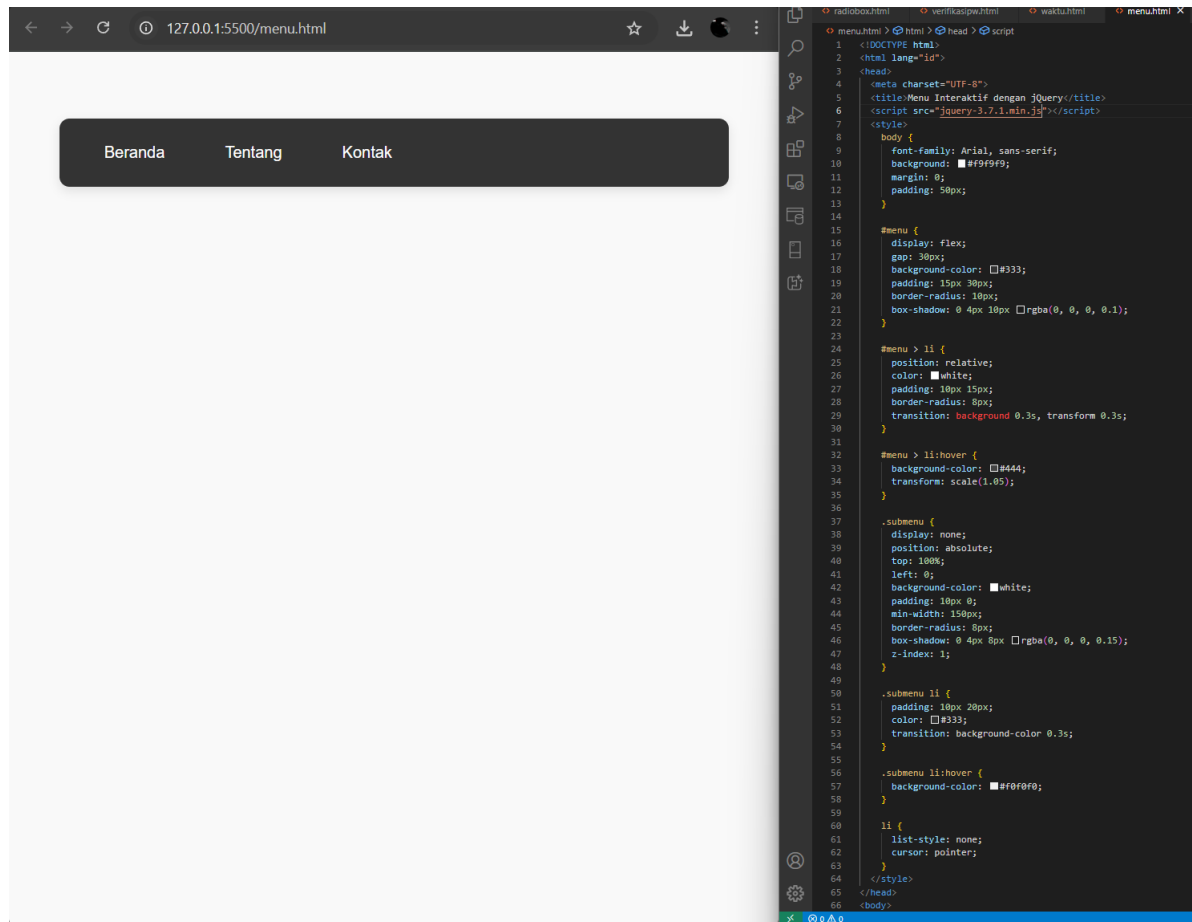 127.0.0.1:5500/menu.html
Beranda Tentang Kontak
radiobox.html verifikasipw.html waktu.html menu.html
menu.html > html > head > script
1 <!DOCTYPE html>
2 <html lang="id">
3 <head>
4 <meta charset="UTF-8">
5 <title>Menu Interaktif dengan jQuery</title>
6 <script src="jquery-3.7.1.min.js"></script>
7 <style>
8 body {
9 font-family: Arial, sans-serif;
10 background: #f9f9f9;
11 margin: 0;
12 padding: 50px;
13 }
14
15 #menu {
16 display: flex;
17 gap: 30px;
18 background-color: #333;
19 padding: 15px 30px;
20 border-radius: 10px;
21 box-shadow: 0 4px 10px rgba(0, 0, 0, 0.1);
22 }
23
24 #menu > li {
25 position: relative;
26 color: white;
27 padding: 10px 15px;
28 border-radius: 8px;
29 transition: background 0.3s, transform 0.3s;
30 }
31
32 #menu > li:hover {
33 background-color: #444;
34 transform: scale(1.05);
35 }
36
37 .submenu {
38 display: none;
39 position: absolute;
40 top: 100%;
41 left: 0;
42 background-color: white;
43 padding: 10px 0;
44 min-width: 150px;
45 border-radius: 8px;
46 box-shadow: 0 4px 8px rgba(0, 0, 0, 0.15);
47 z-index: 1;
48 }
49
50 .submenu li {
51 padding: 10px 20px;
52 color: #333;
53 transition: background-color 0.3s;
54 }
55
56 .submenu li:hover {
57 background-color: #f0f0f0;
58 }
59
60 li {
61 list-style: none;
62 cursor: pointer;
63 }
64 </style>
65 </head>
66 <body>
0 0